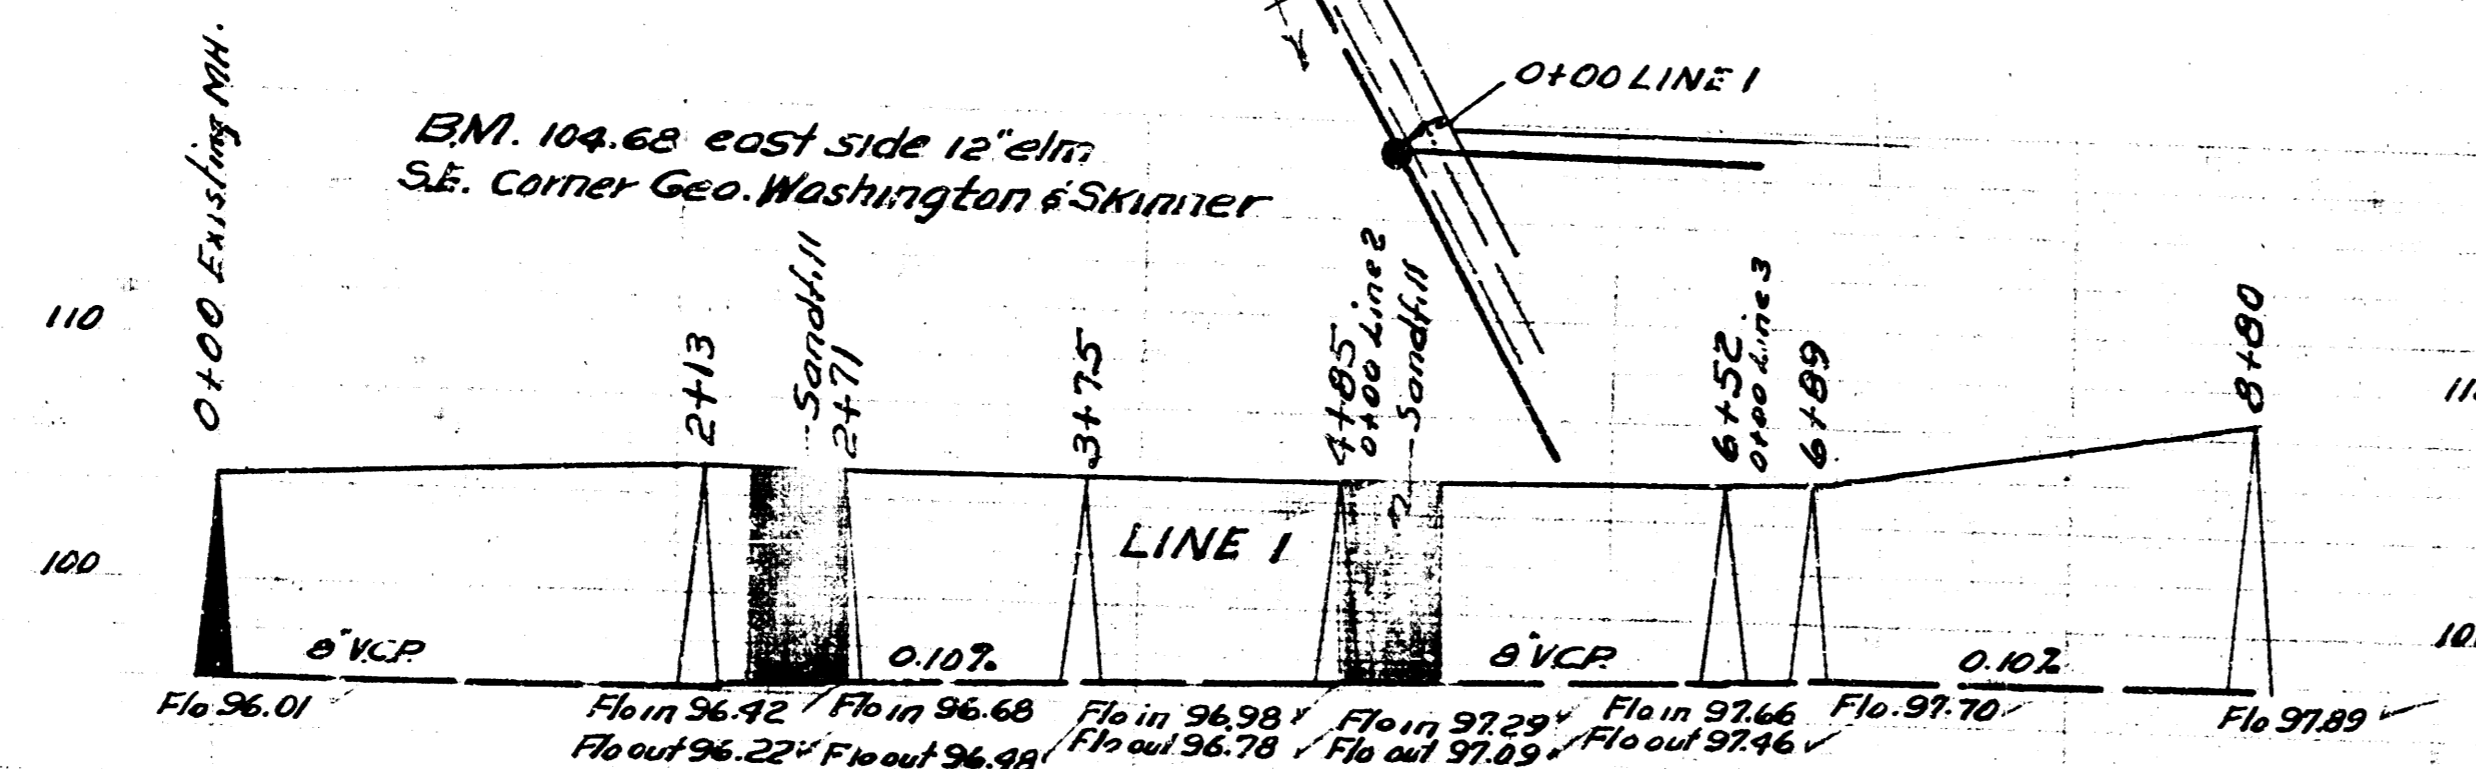 0+00 Existing MH.
B.M. 104.68 east side 12" elm
S.E. Corner Geo. Washington & Skinner
0+00 LINE 1
110
100
2+13
Sandfill
2+71
3+75
4+85
0+00 Line 2
Sandfill
6+52
0+00 Line 3
6+89
8+80
LINE 1
8" V.C.P.
0.10%
8" V.C.P.
0.10%
Flo 96.01
Flo in 96.42
Flo out 96.22
Flo in 96.68
Flo out 96.48
Flo in 96.98
Flo out 96.78
Flo in 97.29
Flo out 97.09
Flo in 97.66
Flo out 97.46
Flo. 97.70
Flo 97.89